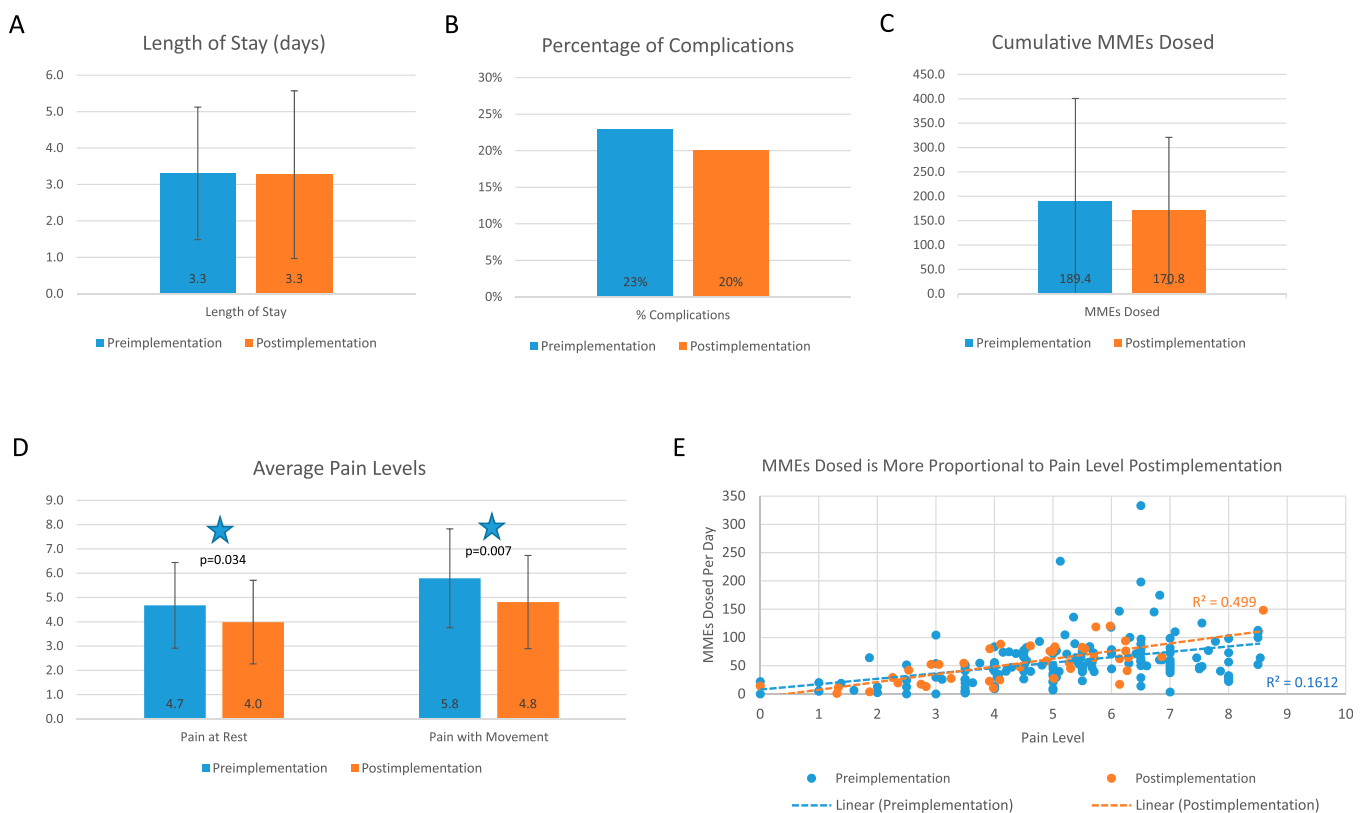 A
Length of Stay (days)
6.0
5.0
4.0
3.0
2.0
1.0
0.0
3.3
3.3
Length of Stay
Preimplementation
Postimplementation
B
Percentage of Complications
30%
25%
20%
15%
10%
5%
0%
23%
20%
% Complications
Preimplementation
Postimplementation
C
Cumulative MMEs Dosed
450.0
400.0
350.0
300.0
250.0
200.0
150.0
100.0
50.0
0.0
189.4
170.8
MMEs Dosed
Preimplementation
Postimplementation
D
Average Pain Levels
9.0
8.0
7.0
6.0
5.0
4.0
3.0
2.0
1.0
0.0
p=0.034
p=0.007
4.7
4.0
5.8
4.8
Pain at Rest
Pain with Movement
Preimplementation
Postimplementation
E
MMEs Dosed is More Proportional to Pain Level Postimplementation
MMEs Dosed Per Day
350
300
250
200
150
100
50
0
R² = 0.499
R² = 0.1612
0 1 2 3 4 5 6 7 8 9 10
Pain Level
Preimplementation
Postimplementation
Linear (Preimplementation)
Linear (Postimplementation)